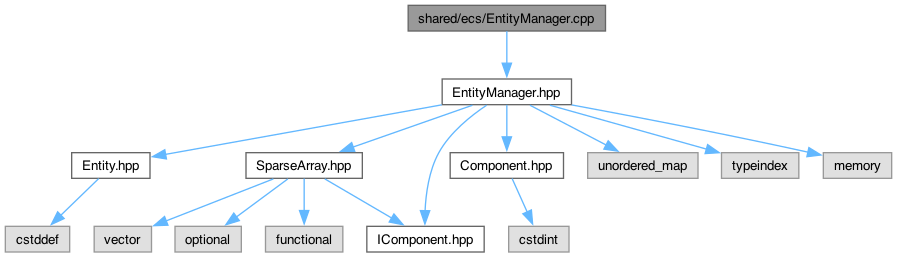 shared/ecs/EntityManager.cpp
EntityManager.hpp
Entity.hpp
SparseArray.hpp
Component.hpp
unordered_map
typeindex
memory
cstddef
vector
optional
functional
IComponent.hpp
cstdint